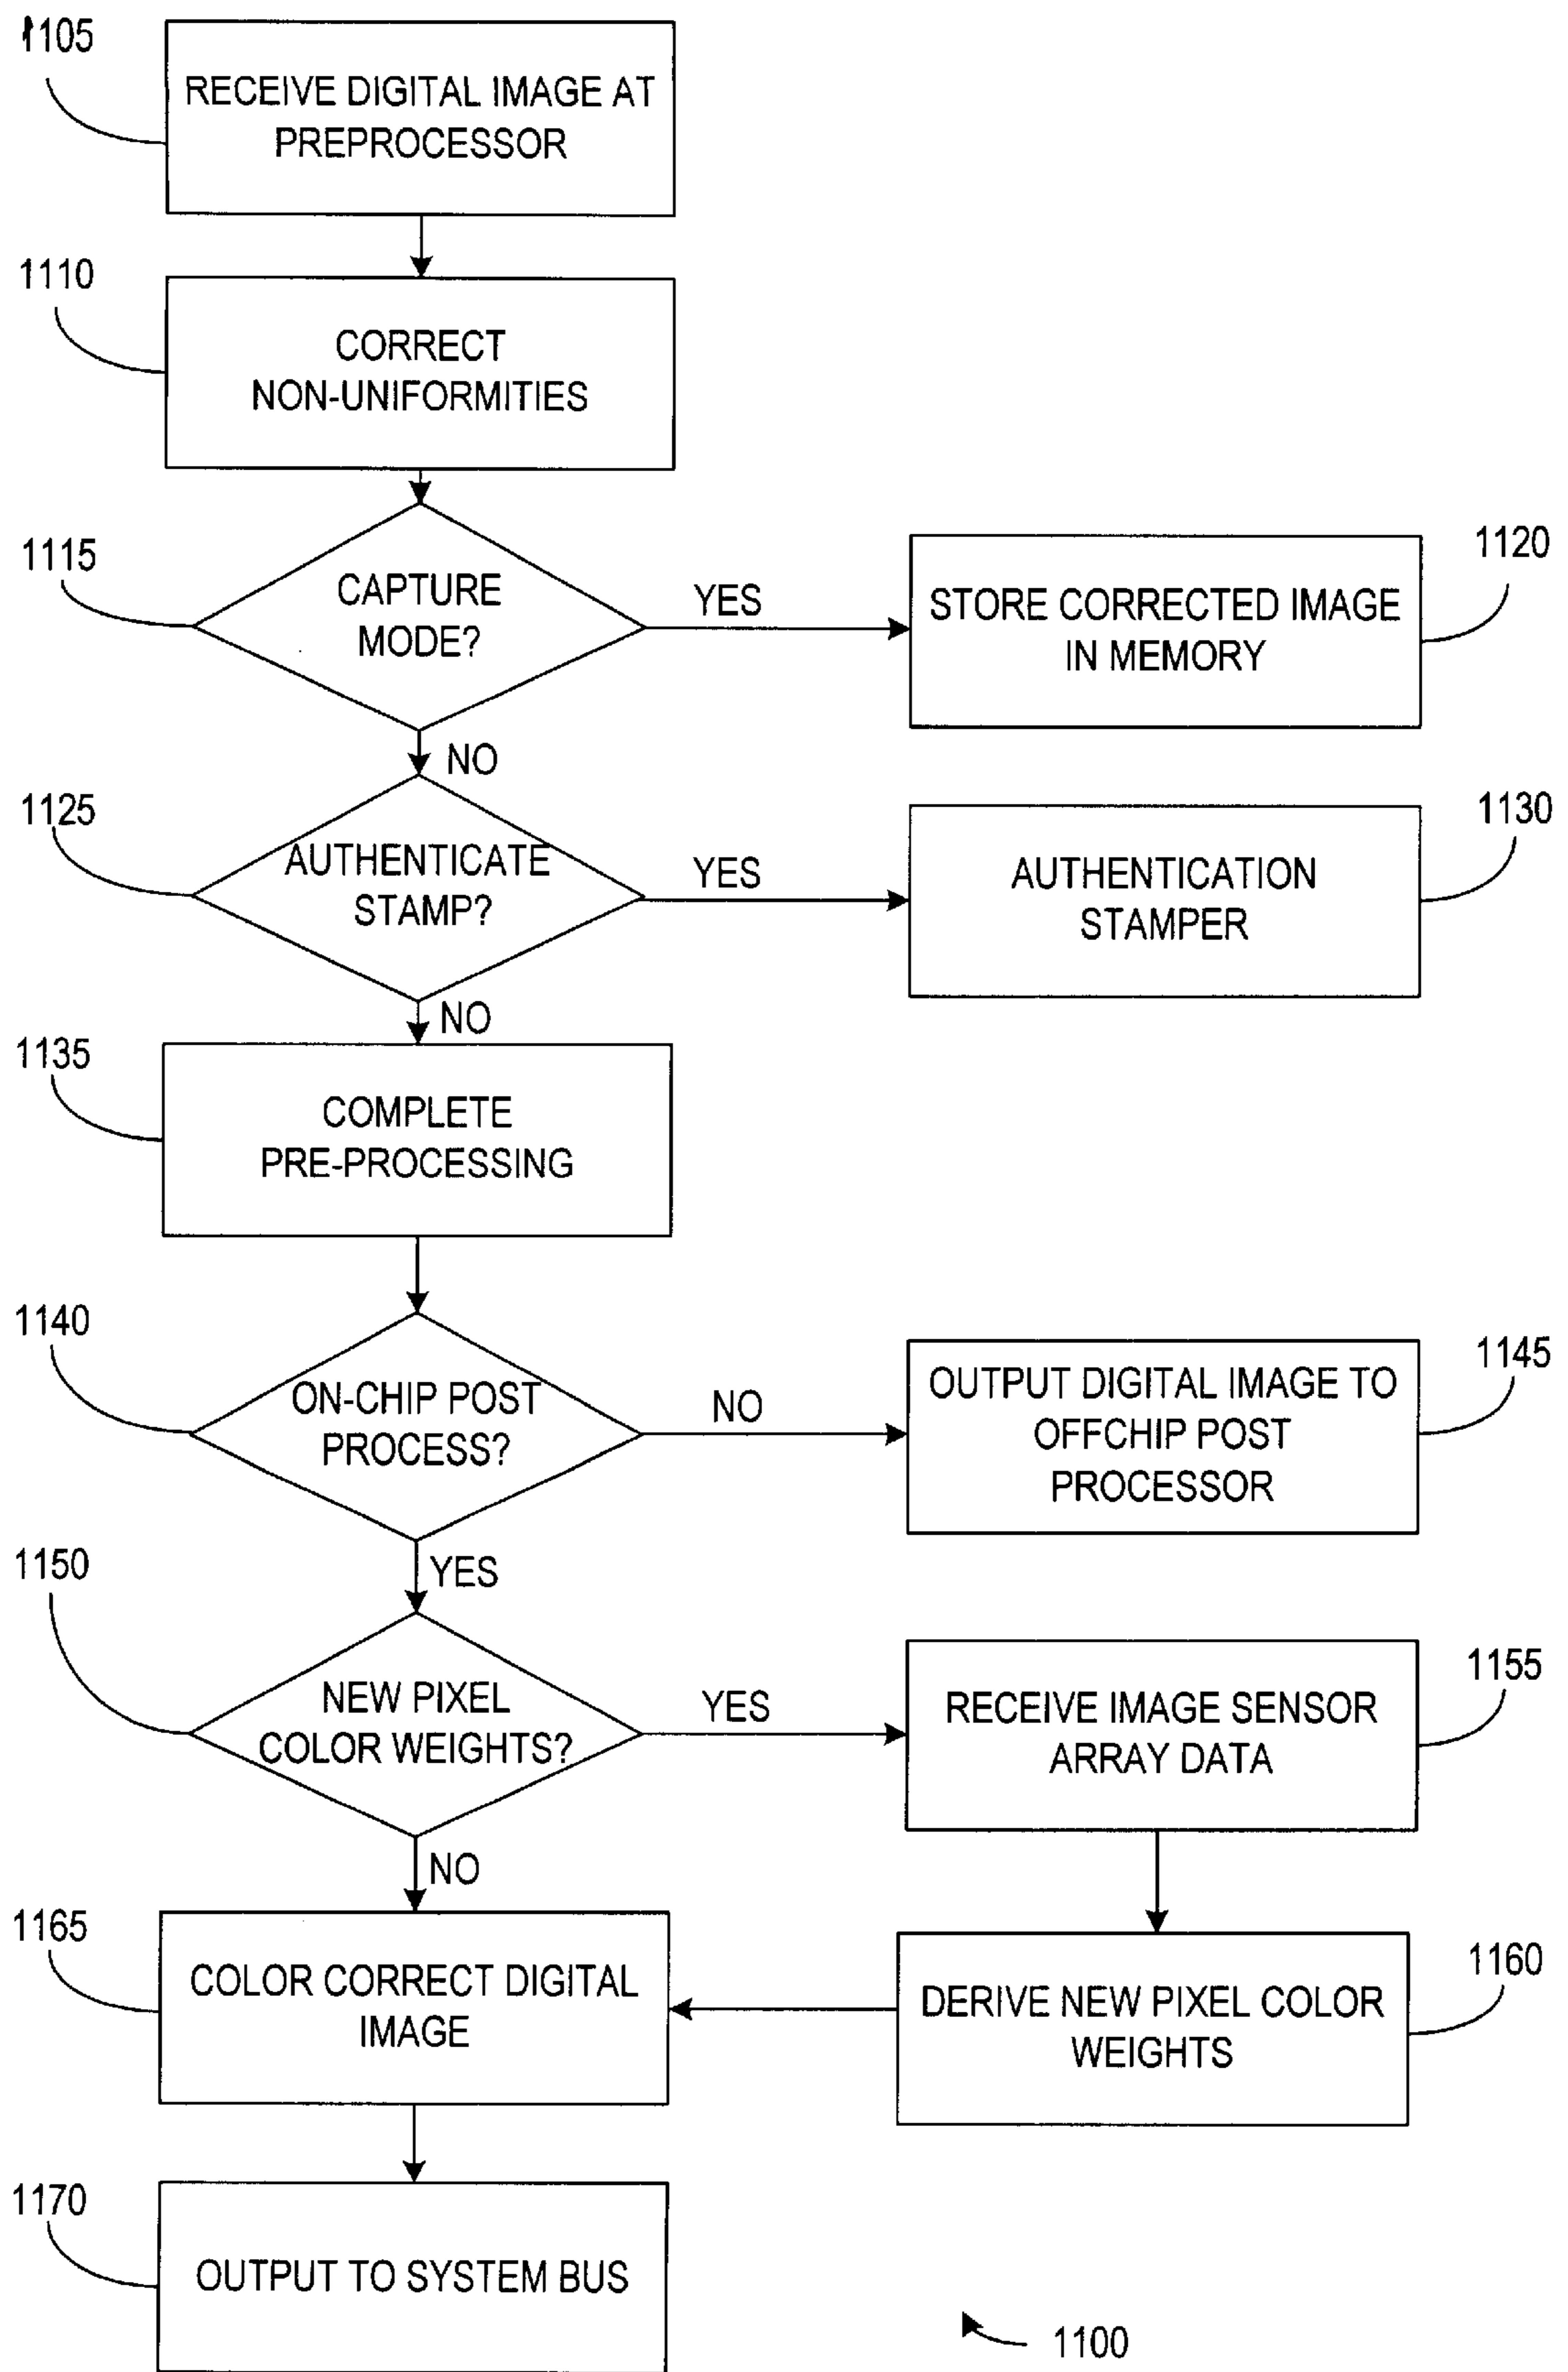 1105
RECEIVE DIGITAL IMAGE AT
PREPROCESSOR
1110
CORRECT
NON-UNIFORMITIES
1115
CAPTURE
MODE?
YES
1120
STORE CORRECTED IMAGE
IN MEMORY
NO
1125
AUTHENTICATE
STAMP?
YES
1130
AUTHENTICATION
STAMPER
NO
1135
COMPLETE
PRE-PROCESSING
1140
ON-CHIP POST
PROCESS?
NO
1145
OUTPUT DIGITAL IMAGE TO
OFFCHIP POST
PROCESSOR
YES
1150
NEW PIXEL
COLOR WEIGHTS?
YES
1155
RECEIVE IMAGE SENSOR
ARRAY DATA
NO
1165
COLOR CORRECT DIGITAL
IMAGE
1160
DERIVE NEW PIXEL COLOR
WEIGHTS
1170
OUTPUT TO SYSTEM BUS
1100